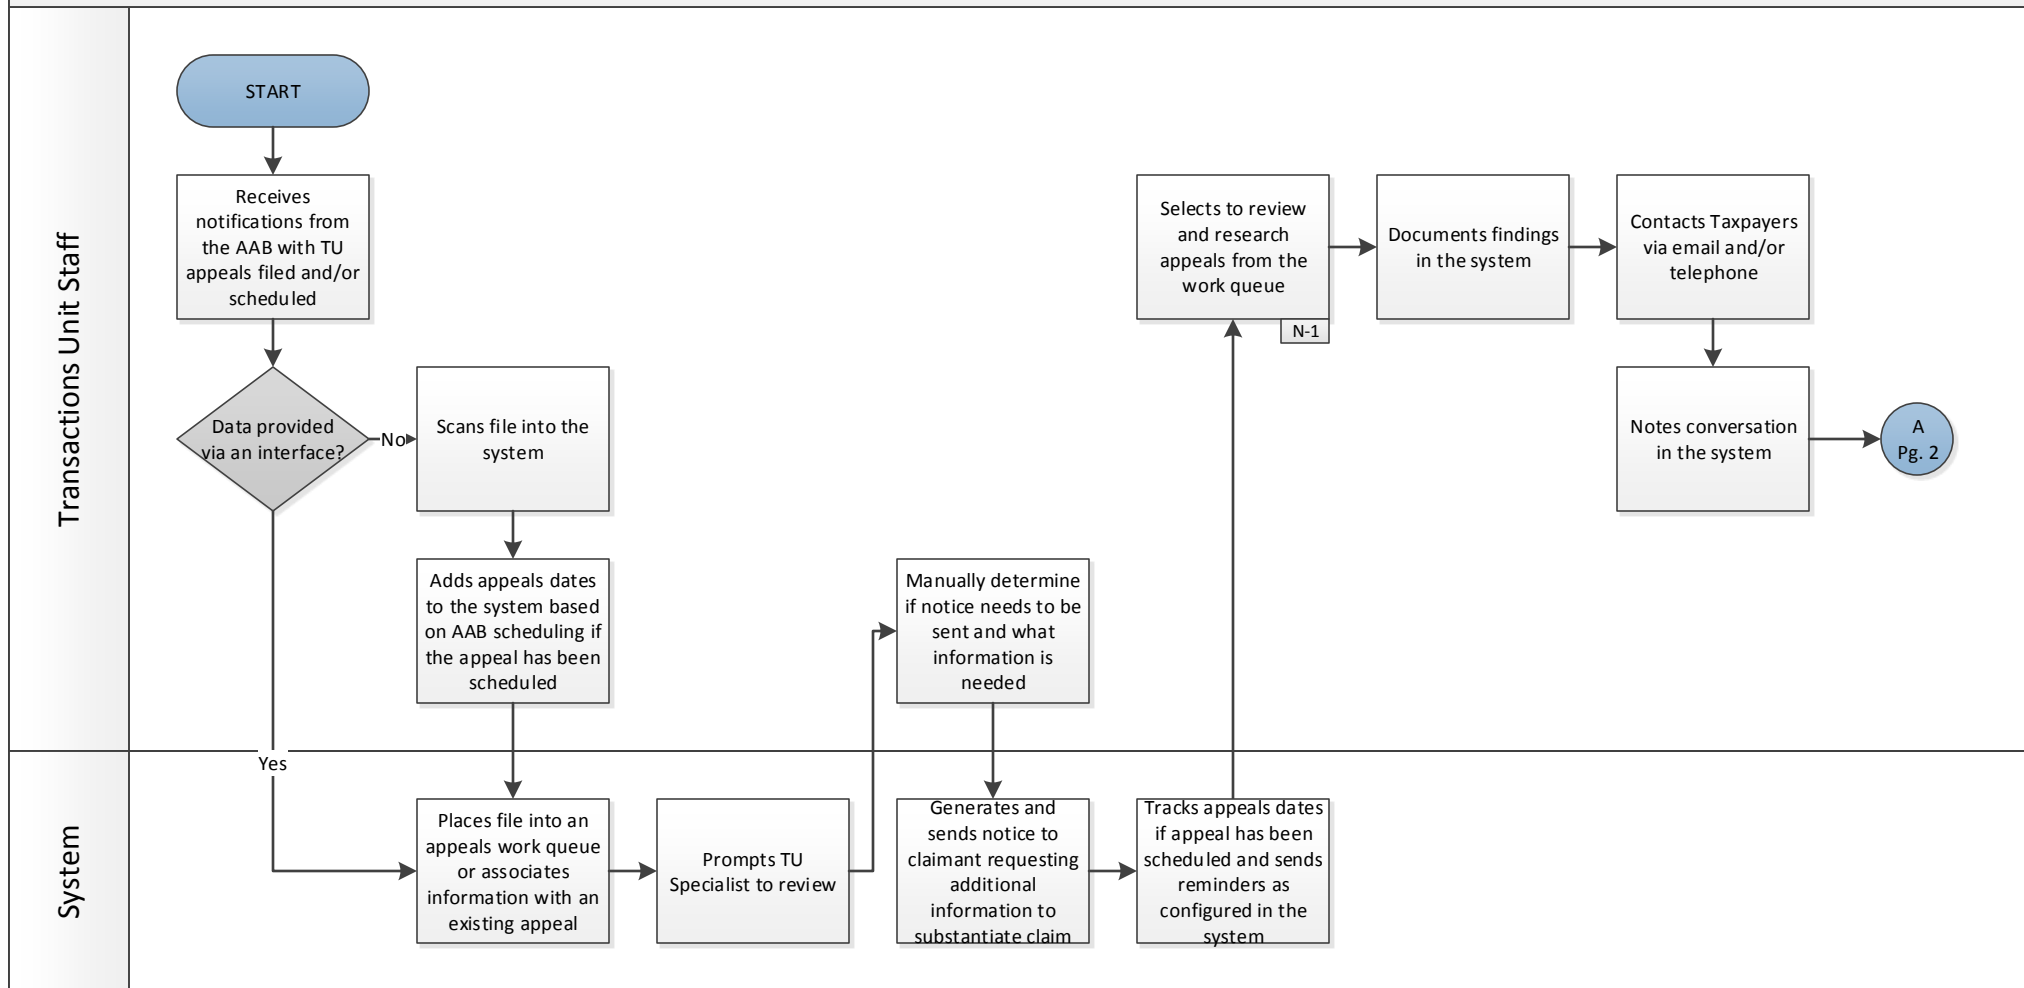 Transactions Unit Staff
START
Receives
notifications from
the AAB with TU
appeals filed and/or
scheduled
Data provided
via an interface?
No
Scans file into the
system
Adds appeals dates
to the system based
on AAB scheduling if
the appeal has been
scheduled
Manually determine
if notice needs to be
sent and what
information is
needed
Selects to review
and research
appeals from the
work queue
N-1
Documents findings
in the system
Contacts Taxpayers
via email and/or
telephone
Notes conversation
in the system
A
Pg. 2
System
Yes
Places file into an
appeals work queue
or associates
information with an
existing appeal
Prompts TU
Specialist to review
Generates and
sends notice to
claimant requesting
additional
information to
substantiate claim
Tracks appeals dates
if appeal has been
scheduled and sends
reminders as
configured in the
system